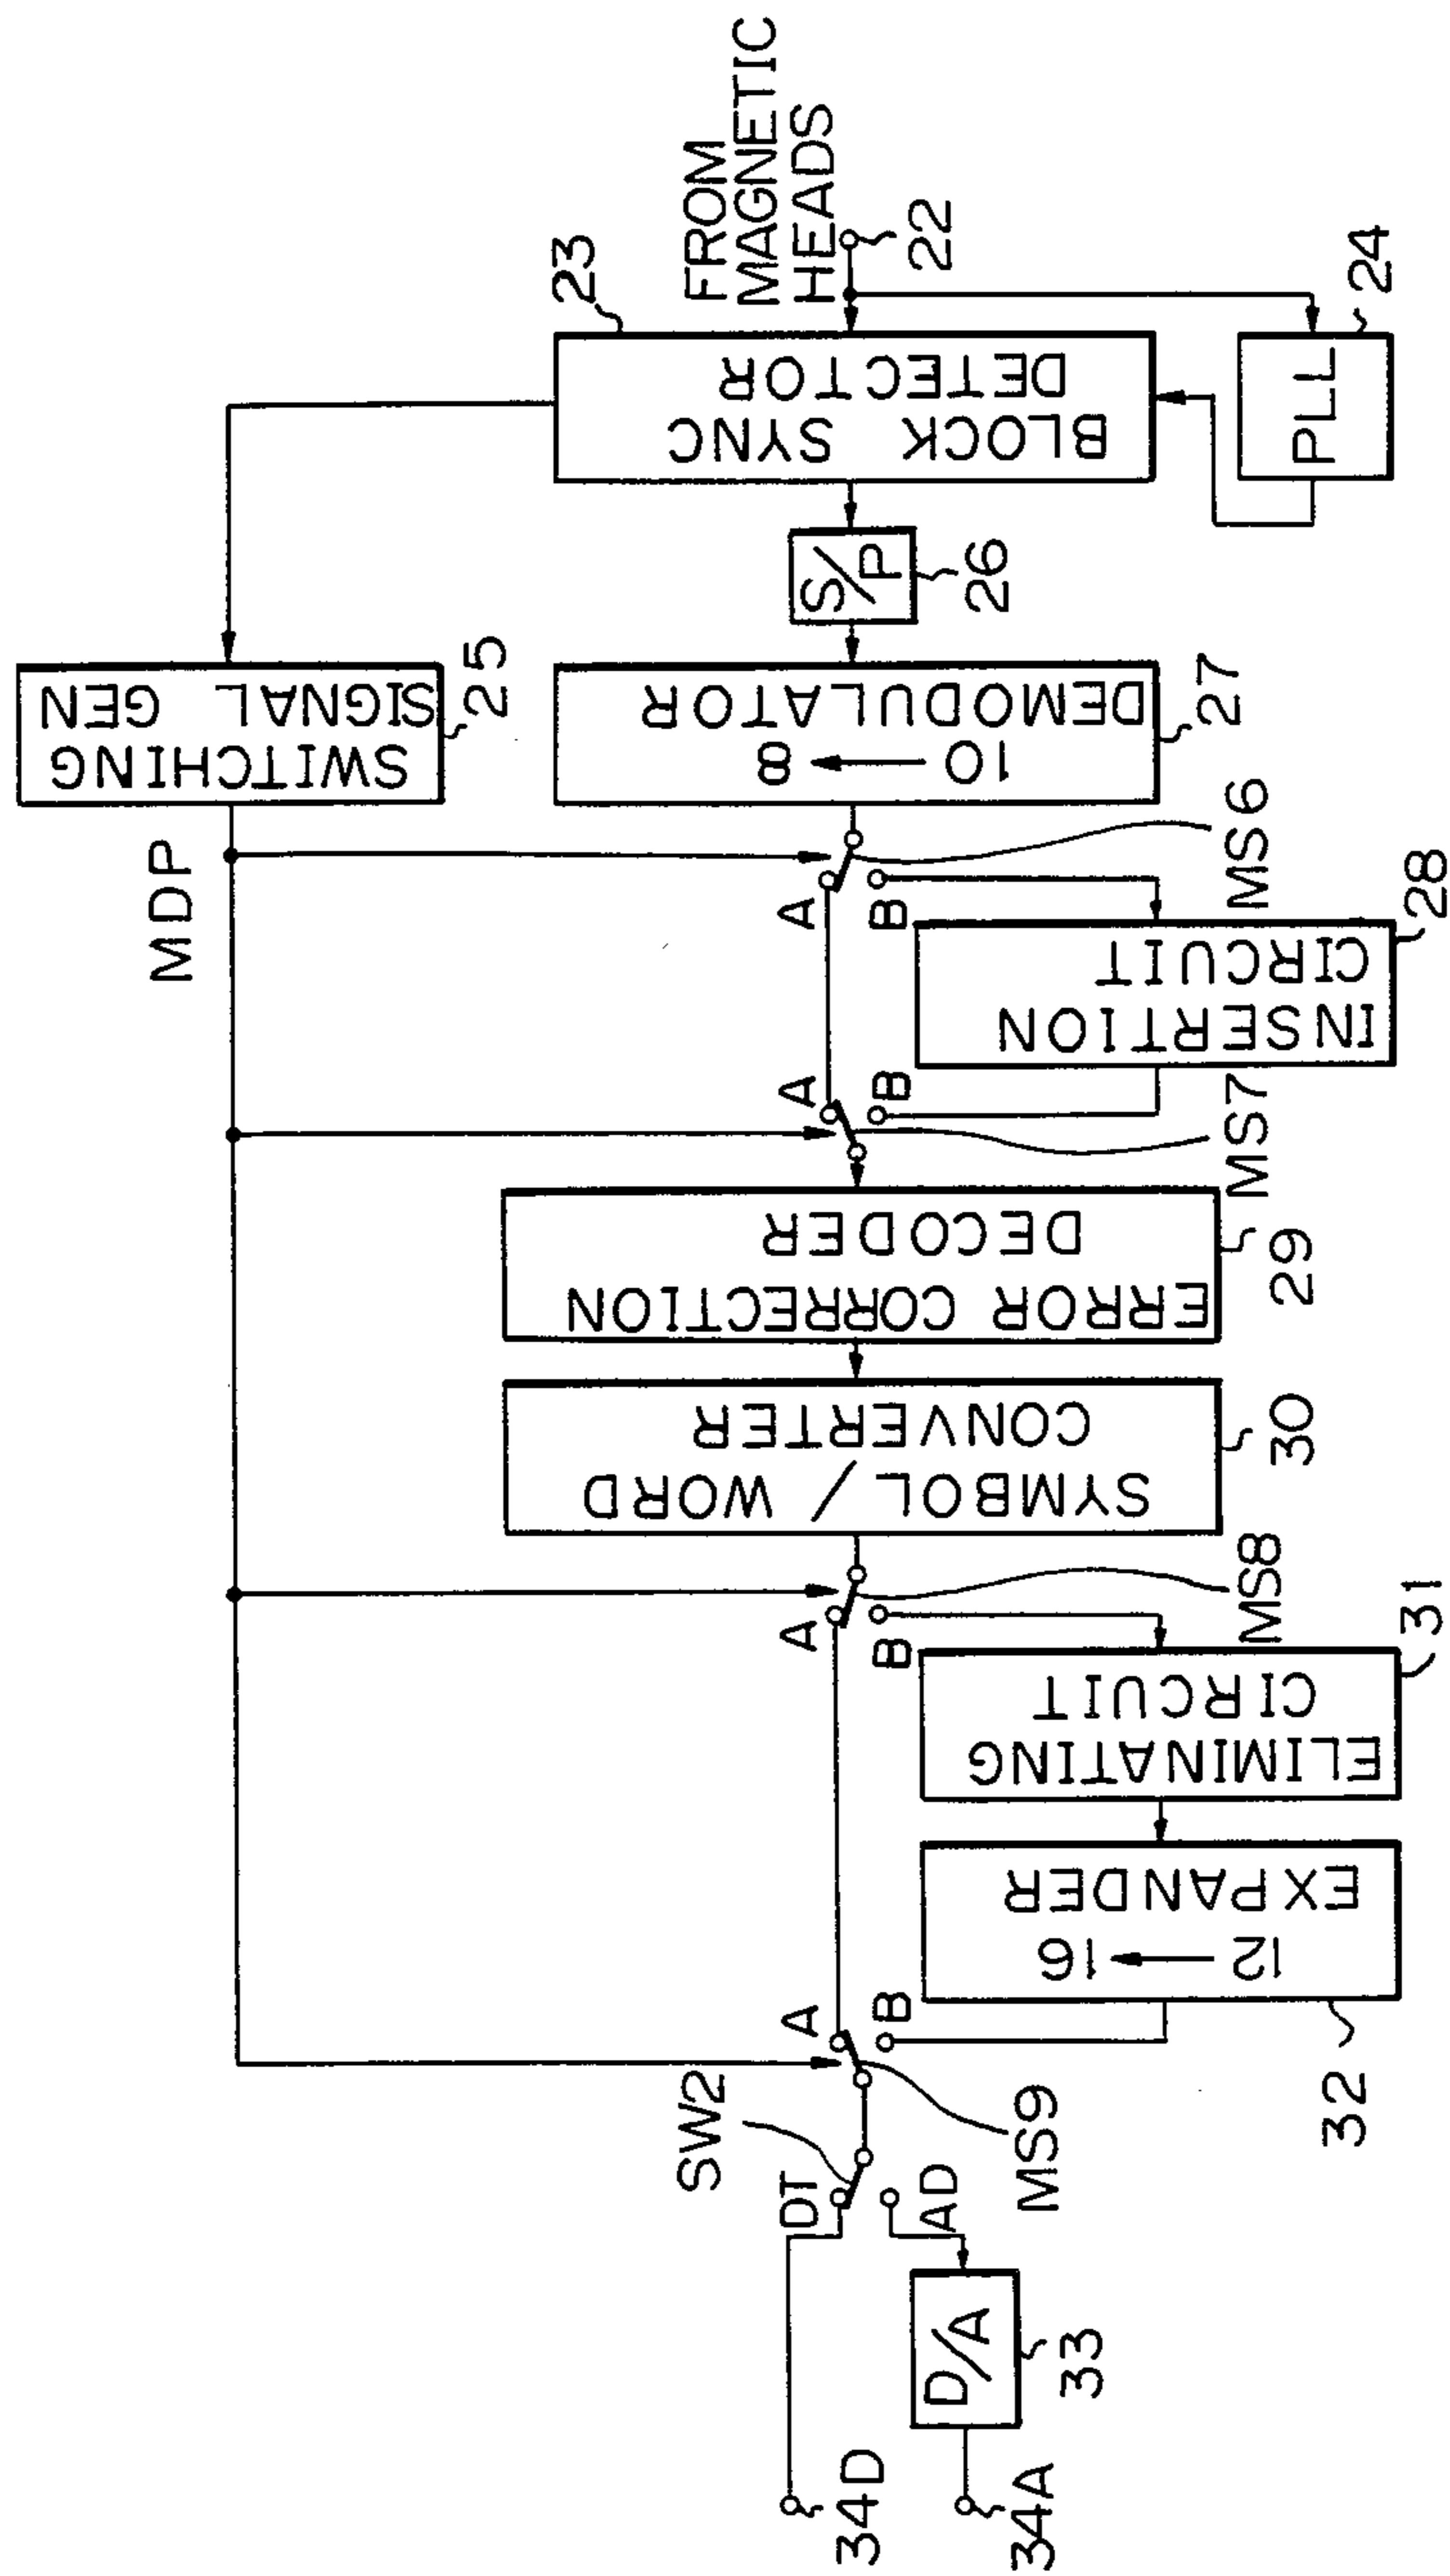 FROM
MAGNETIC
HEADS
22
23
BLOCK SYNC
DETECTOR
24
PLL
S/P
26
25
SWITCHING
SIGNAL GEN
MDP
27
10 → 8
DEMODULATOR
MS6
A
B
28
INSERTION
CIRCUIT
A
B
MS7
29
ERROR CORRECTION
DECODER
30
SYMBOL / WORD
CONVERTER
MS8
A
B
31
ELIMINATING
CIRCUIT
32
12 → 16
EXPANDER
A
B
MS9
SW2
DT
AD
D/A
33
34D
34A